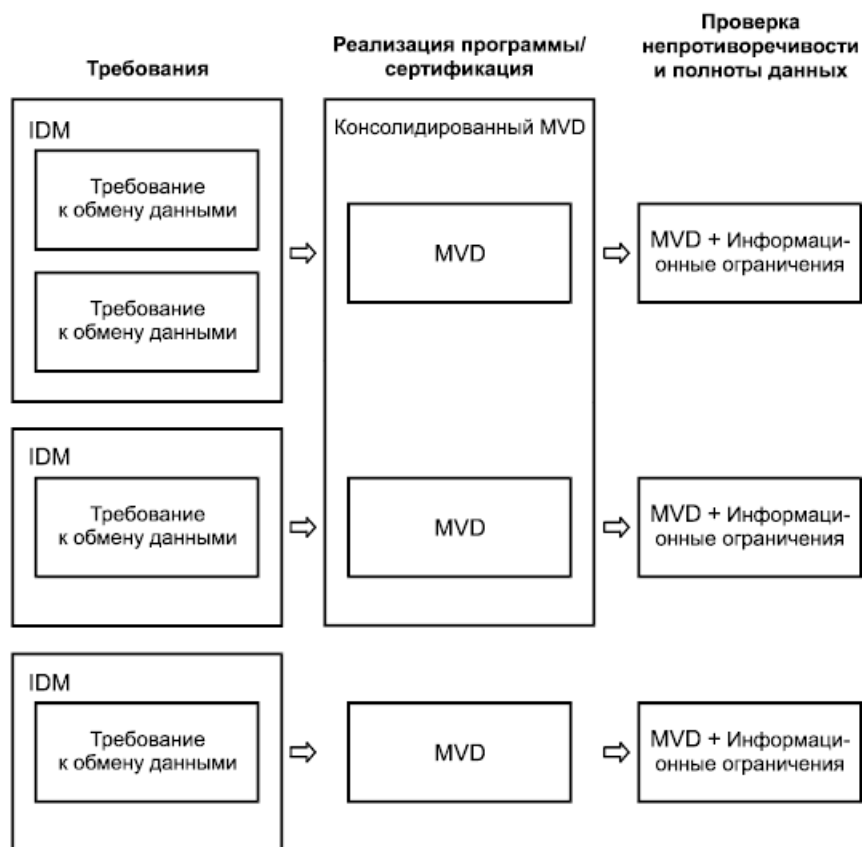 Требования
Реализация программы/
сертификация
Проверка
непротиворечивости
и полноты данных
IDM
Требование
к обмену данными
Требование
к обмену данными
Консолидированный MVD
MVD
MVD + Информаци-
онные ограничения
IDM
Требование
к обмену данными
MVD
MVD + Информаци-
онные ограничения
IDM
Требование
к обмену данными
MVD
MVD + Информаци-
онные ограничения